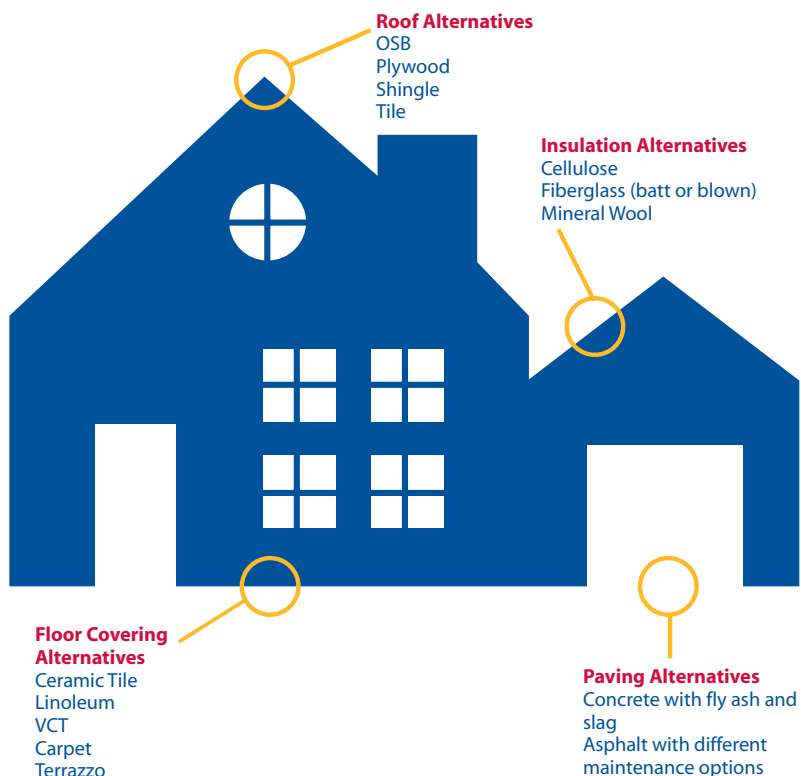 Roof Alternatives
OSB
Plywood
Shingle
Tile
Insulation Alternatives
Cellulose
Fiberglass (batt or blown)
Mineral Wool
Floor Covering
Alternatives
Ceramic Tile
Linoleum
VCT
Carpet
Terrazzo
Paving Alternatives
Concrete with fly ash and
slag
Asphalt with different
maintenance options